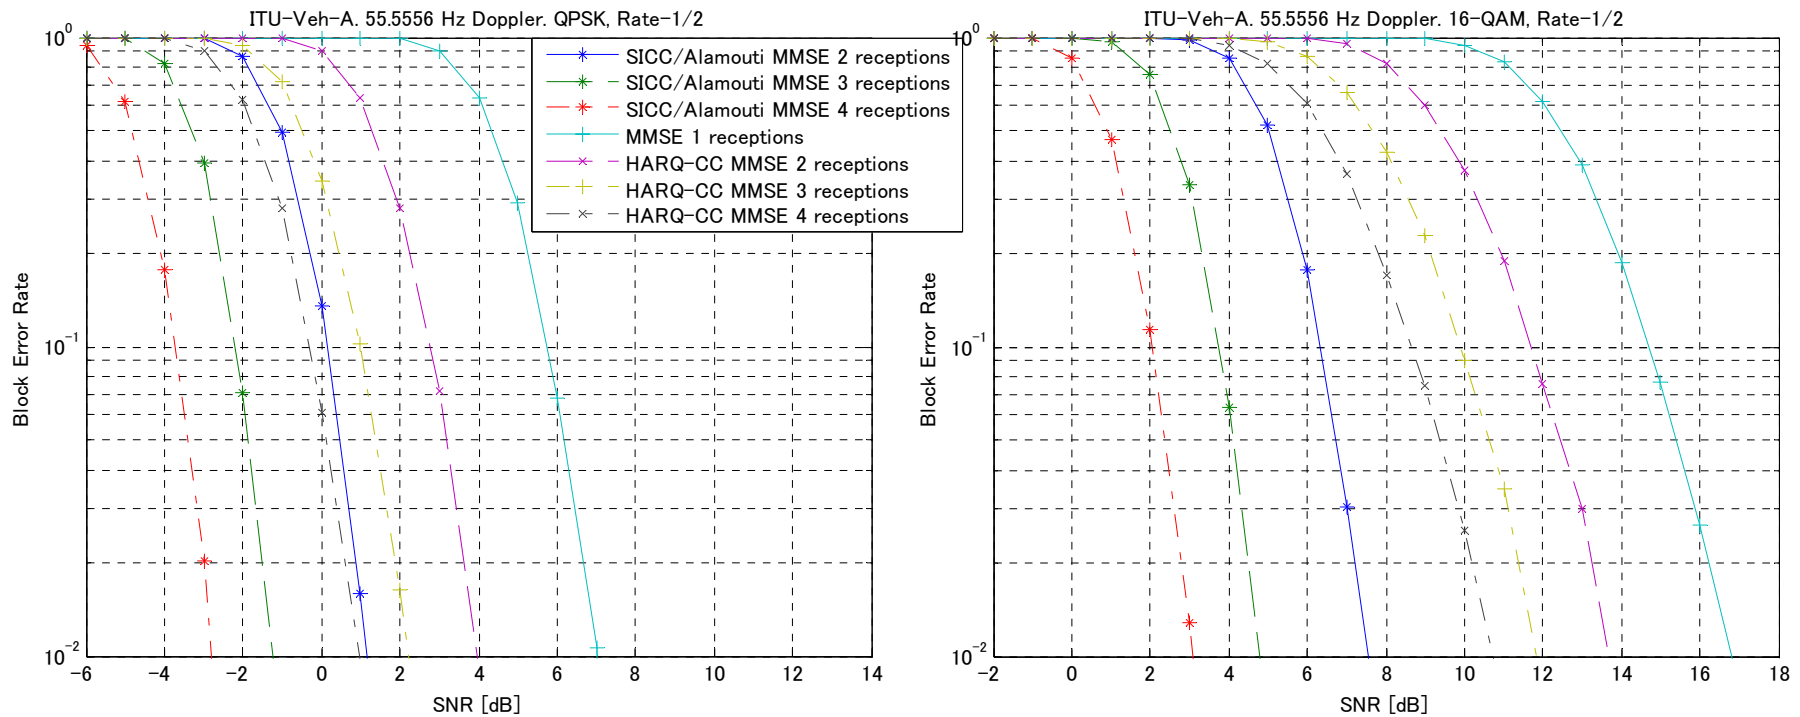 ITU-Veh-A. 55.5556 Hz Doppler. QPSK, Rate-1/2
10^0
10^-1
10^-2
Block Error Rate
SICC/Alamouti MMSE 2 receptions
SICC/Alamouti MMSE 3 receptions
SICC/Alamouti MMSE 4 receptions
MMSE 1 receptions
HARQ-CC MMSE 2 receptions
HARQ-CC MMSE 3 receptions
HARQ-CC MMSE 4 receptions
-6 -4 -2 0 2 4 6 8 10 12 14
SNR [dB]
ITU-Veh-A. 55.5556 Hz Doppler. 16-QAM, Rate-1/2
10^0
10^-1
10^-2
Block Error Rate
-2 0 2 4 6 8 10 12 14 16 18
SNR [dB]